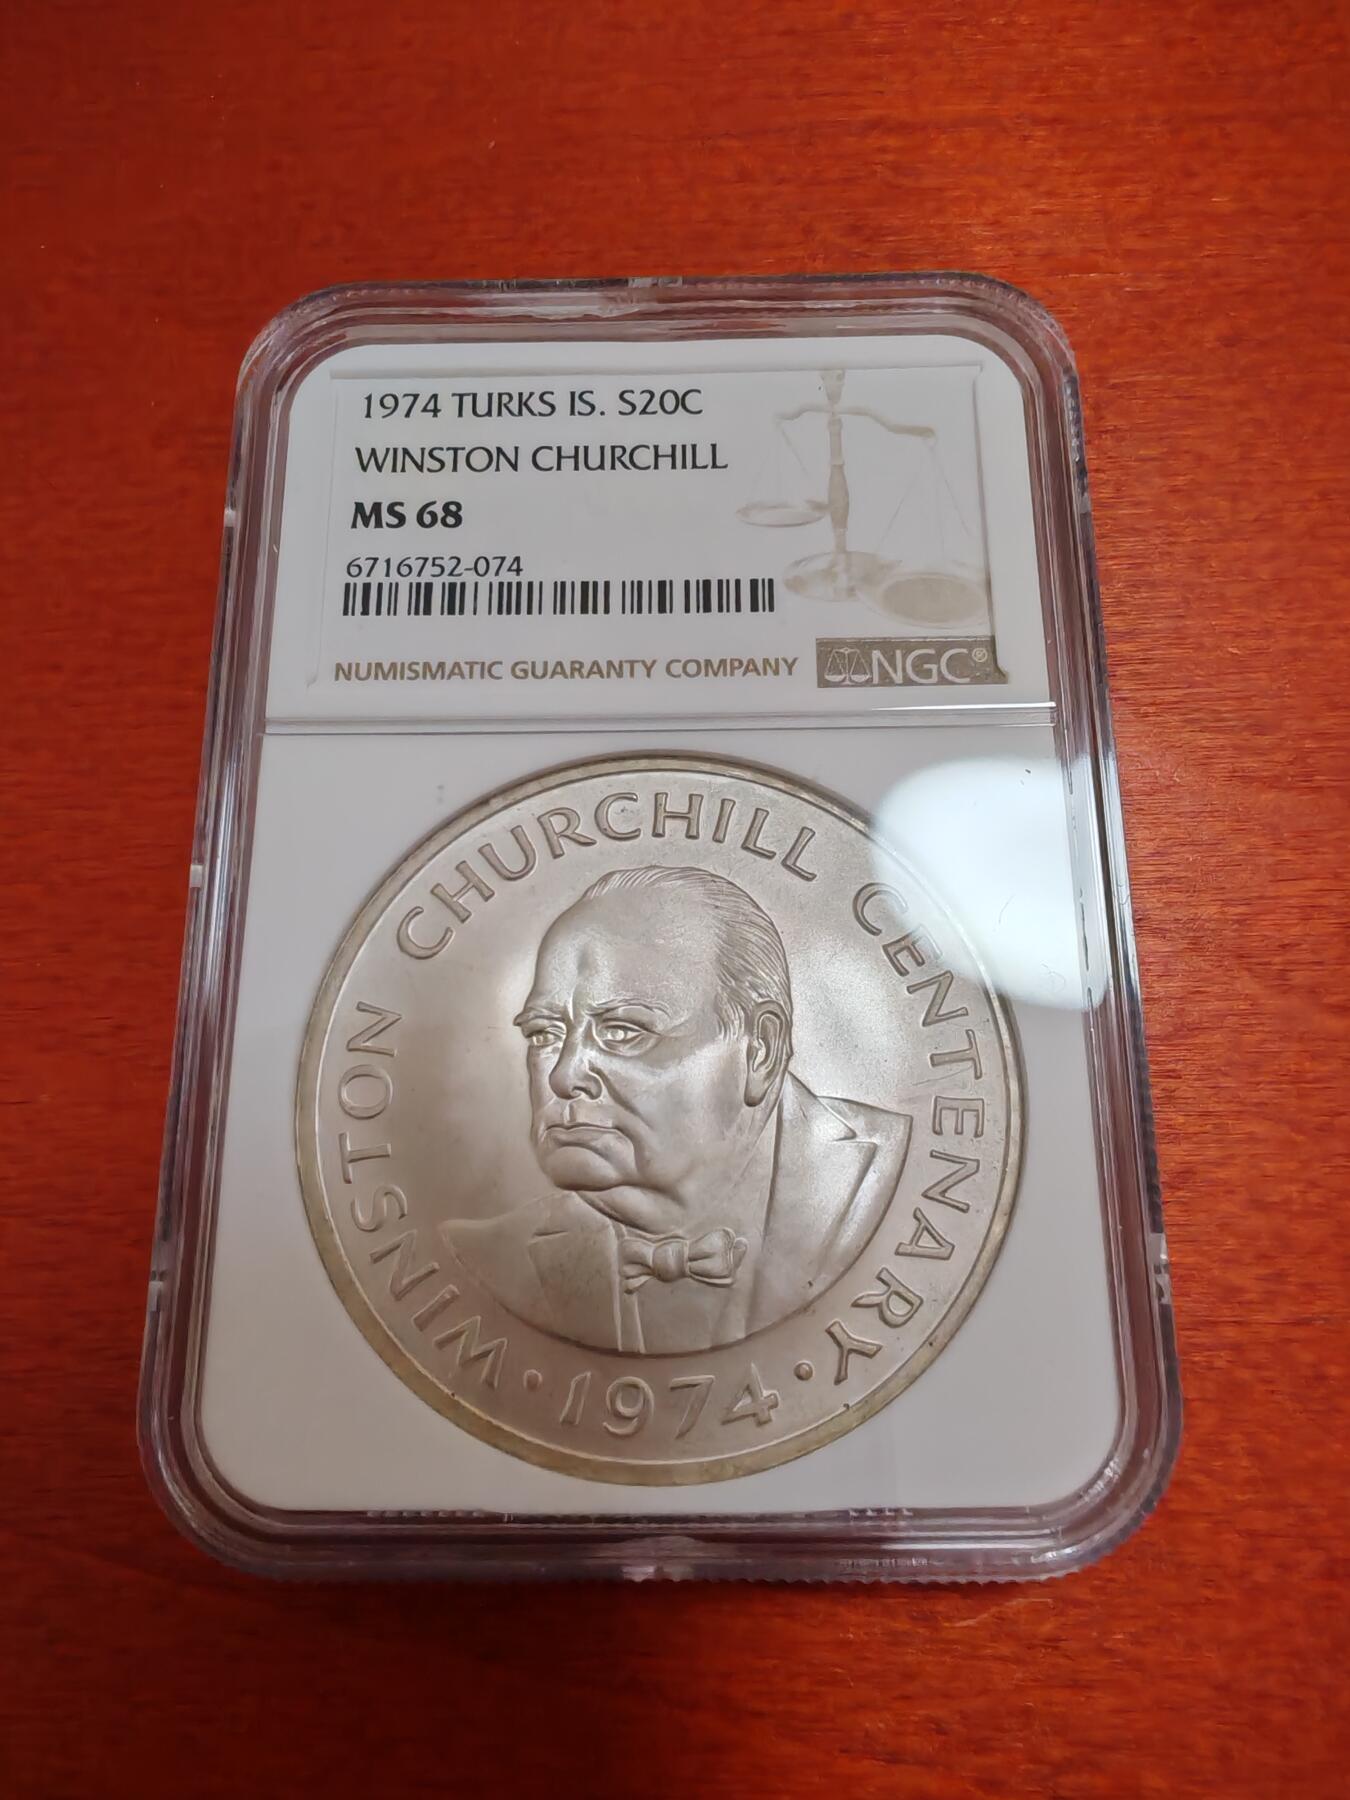 1974 TURKS IS. S20C
WINSTON CHURCHILL
MS 68
6716752-074
NUMISMATIC GUARANTY COMPANY
NGC®
WINSTON CHURCHILL CENTENARY
· 1974 ·